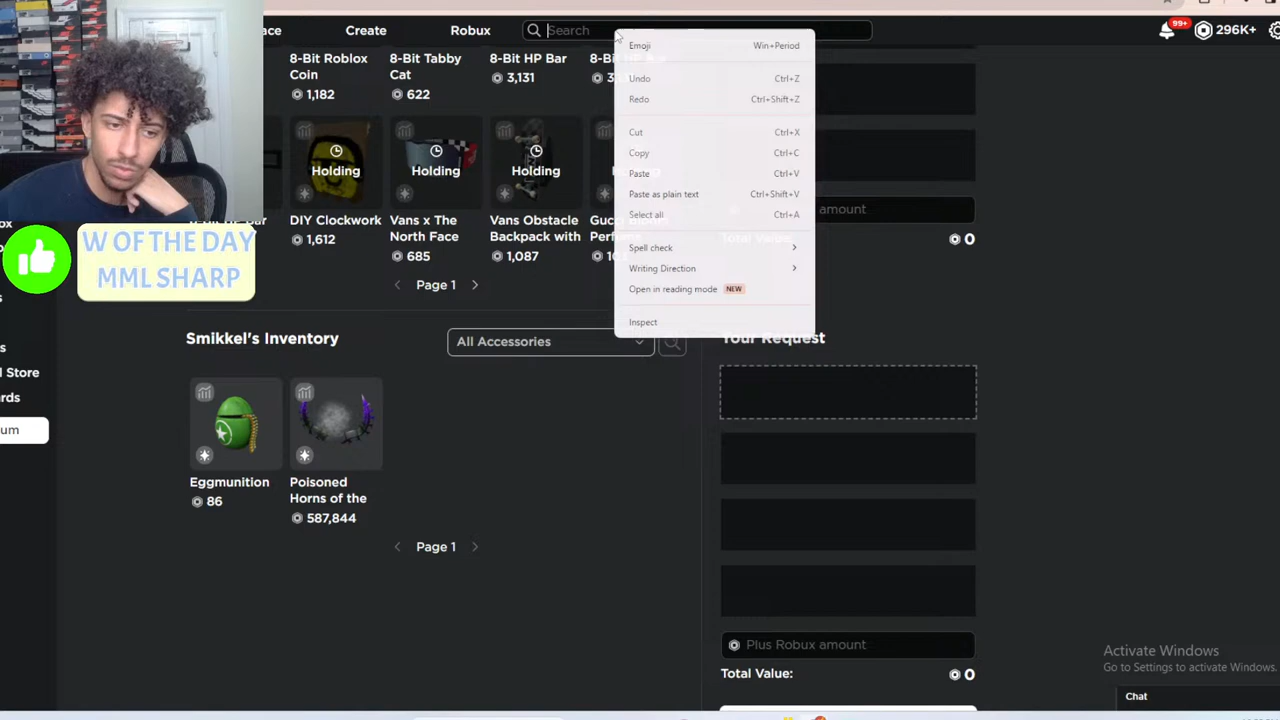 ace
Create
Robux
Search
99+
296K+
8-Bit Roblox
Coin
1,182
8-Bit Tabby
Cat
622
8-Bit HP Bar
3,131
Emoji Win+Period
Undo Ctrl+Z
Redo Ctrl+Shift+Z
Cut Ctrl+X
Copy Ctrl+C
Paste Ctrl+V
Paste as plain text Ctrl+Shift+V
Select all Ctrl+A
Spell check
Writing Direction
Open in reading mode NEW
Inspect
Holding
Holding
Holding
DIY Clockwork
1,612
Vans x The
North Face
685
Vans Obstacle
Backpack with
1,087
amount
Total Value:
0
Page 1
W OF THE DAY
MML SHARP
l Store
rds
um
Smikkel's Inventory
All Accessories
Eggmunition
86
Poisoned
Horns of the
587,844
Page 1
Your Request
Plus Robux amount
Total Value:
0
Activate Windows
Go to Settings to activate Windows.
Chat